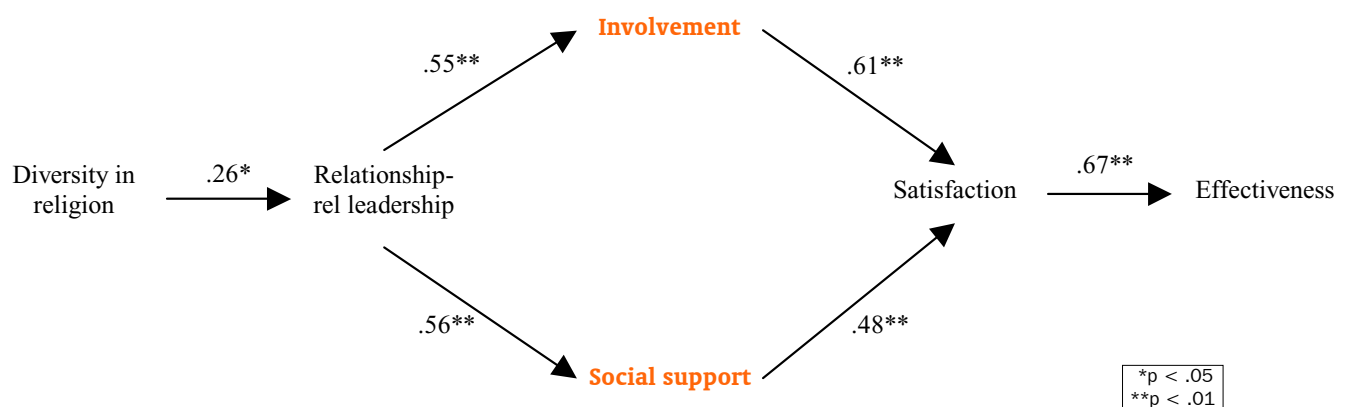 Involvement
.55**
.61**
Diversity in
religion
.26*
Relationship-
rel leadership
Satisfaction
.67**
Effectiveness
.56**
.48**
Social support
*p < .05
**p < .01